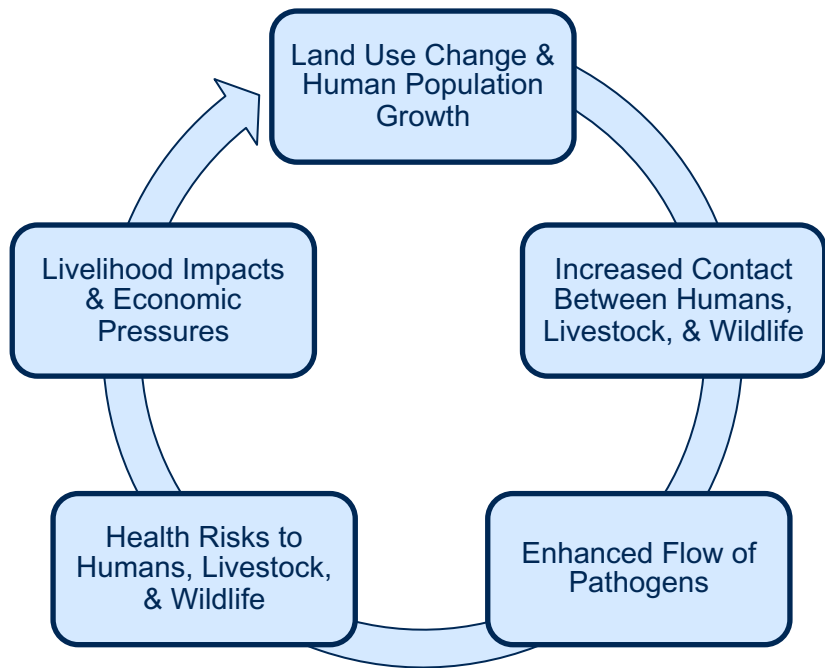 Land Use Change &
Human Population
Growth
Increased Contact
Between Humans,
Livestock, & Wildlife
Enhanced Flow of
Pathogens
Health Risks to
Humans, Livestock,
& Wildlife
Livelihood Impacts
& Economic
Pressures